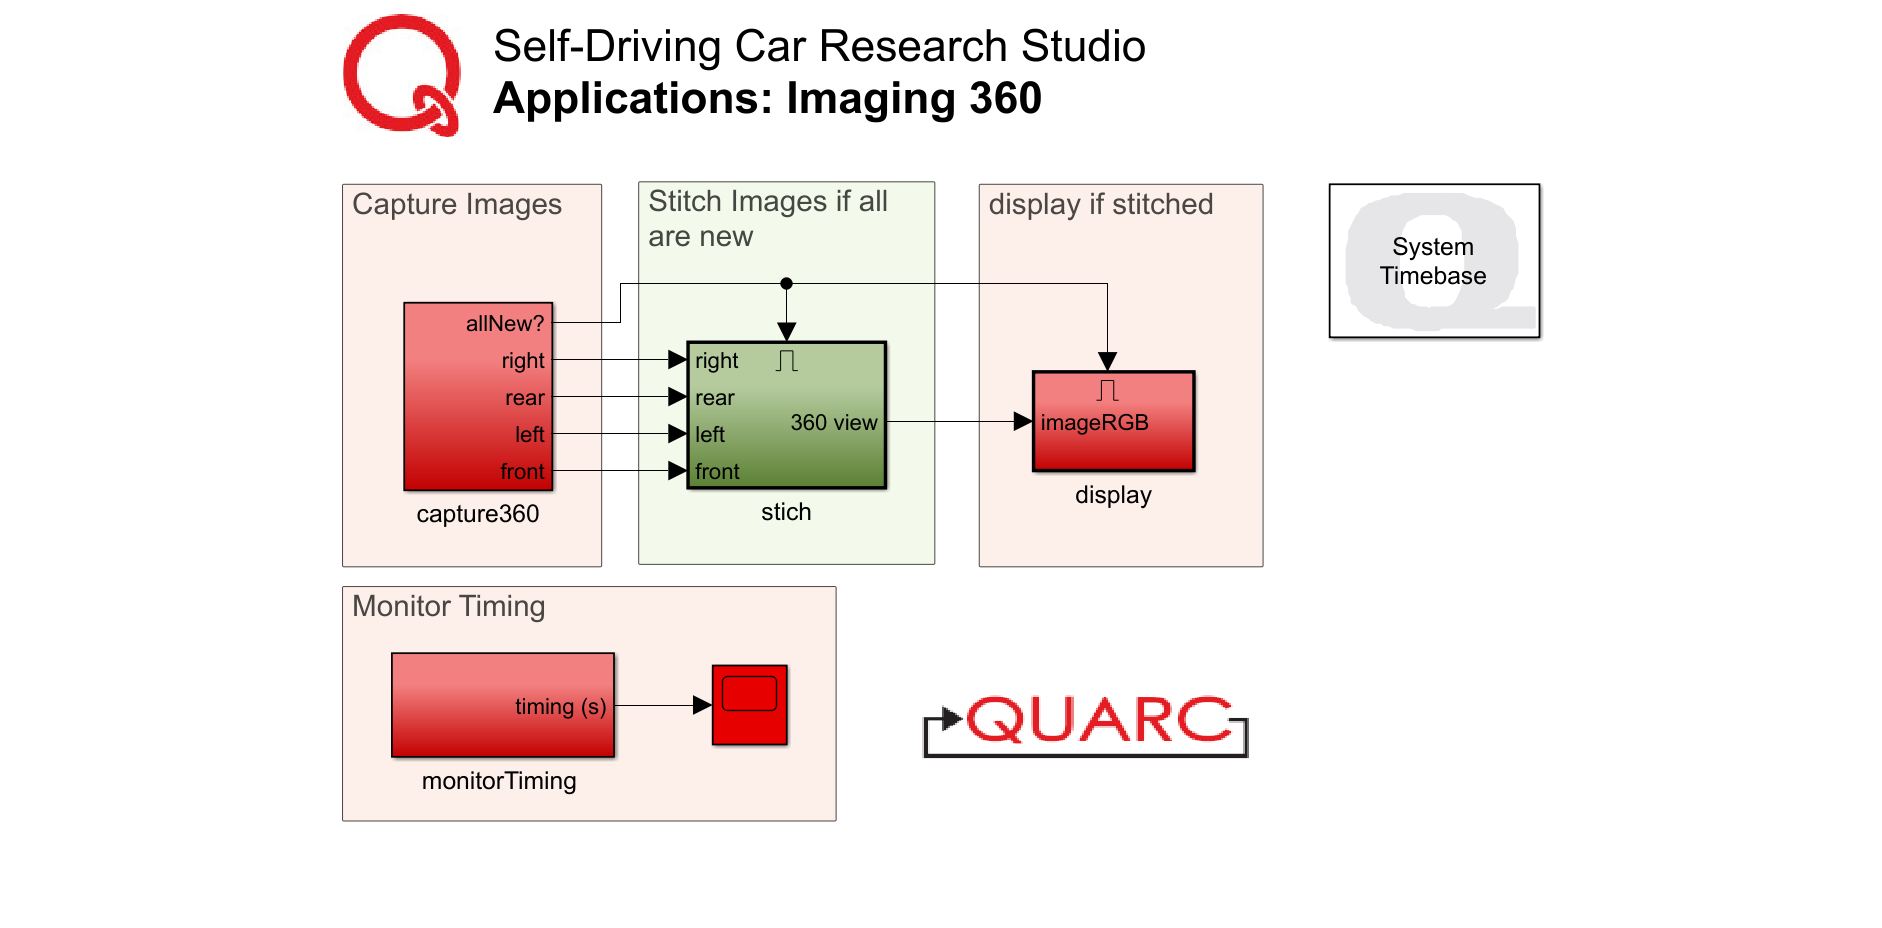 Self-Driving Car Research Studio
Applications: Imaging 360
Capture Images
allNew?
right
rear
left
front
capture360
Stitch Images if all
are new
right
rear
left
front
360 view
stich
display if stitched
imageRGB
display
System
Timebase
Monitor Timing
timing (s)
monitorTiming
QUARC